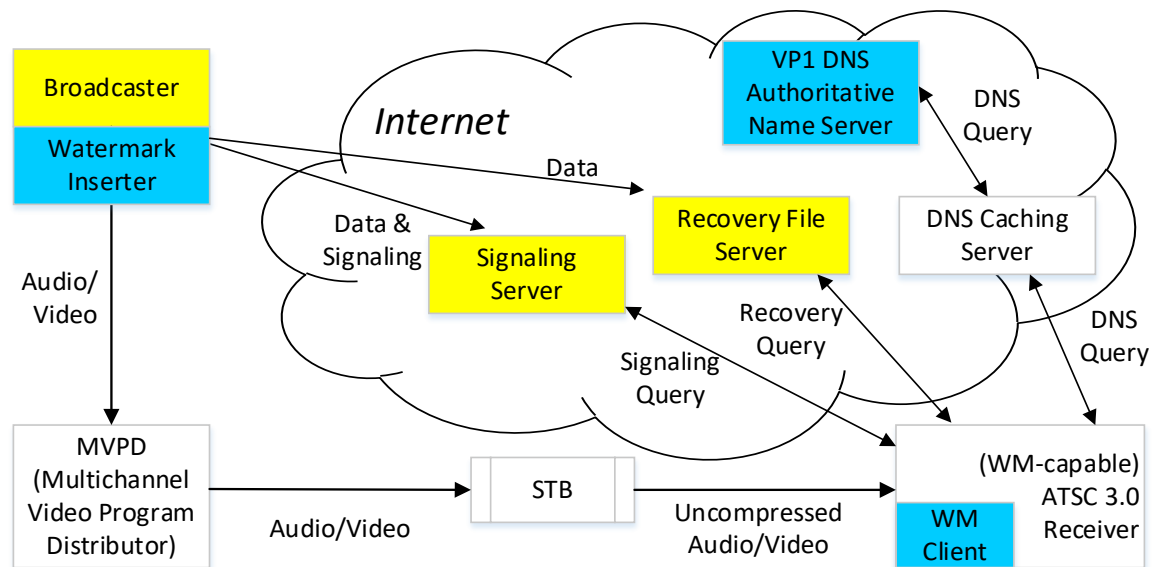 Broadcaster
Watermark
Inserter
Internet
VP1 DNS
Authoritative
Name Server
DNS
Query
Data
Data &
Signaling
Signaling
Server
Recovery File
Server
DNS Caching
Server
Audio/
Video
Recovery
Query
Signaling
Query
DNS
Query
MVPD
(Multichannel
Video Program
Distributor)
Audio/Video
STB
Uncompressed
Audio/Video
(WM-capable)
ATSC 3.0
Receiver
WM
Client